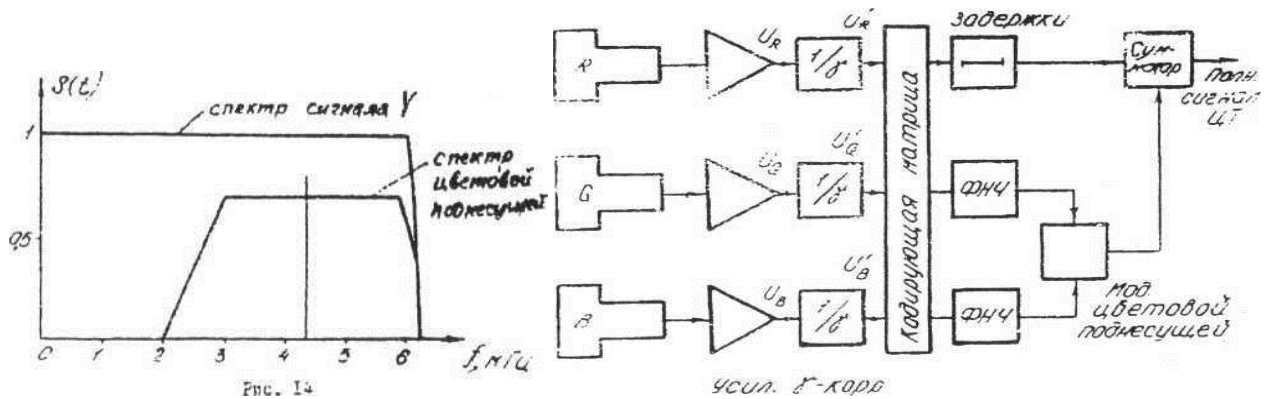 S(t)
1
0,5
спектр сигнала Y
спектр
цветовой
поднесущей
0 1 2 3 4 5 6
f, мГц
Рис. 14
R
U_R
1/γ
U'_R
G
U_G
1/γ
U'_G
B
U_B
1/γ
U'_B
усил. γ-корр
кодирующая матрица
задержки
ФНЧ
ФНЧ
мод.
цветовой
поднесущей
Сум-
матор
полн.
сигнал
ЦТ